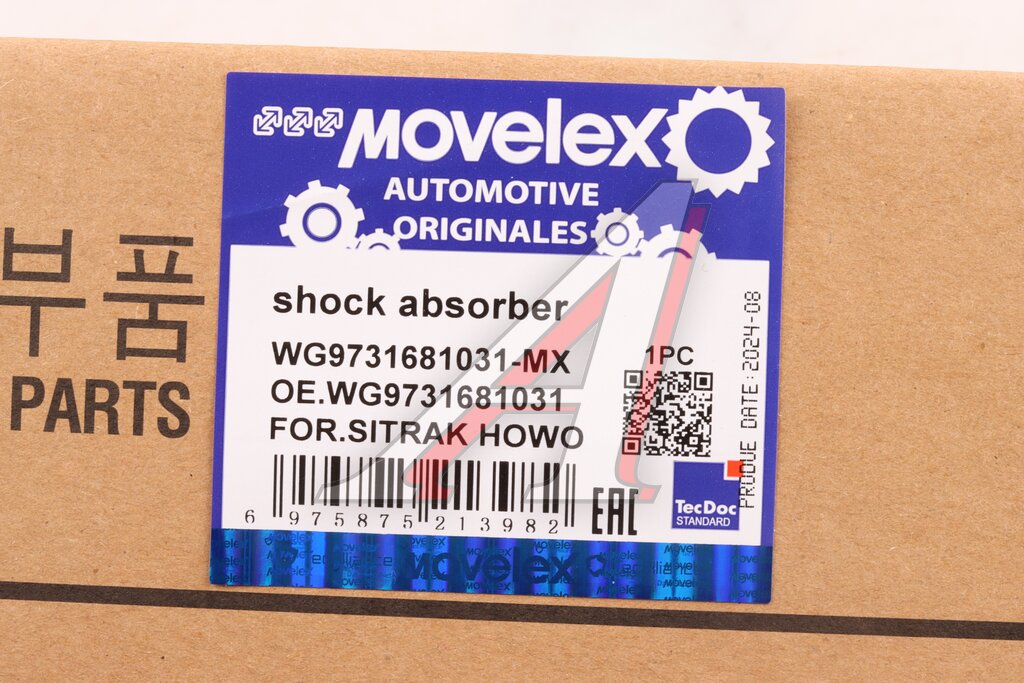 movelex
AUTOMOTIVE
ORIGINALES
부품
PARTS
shock absorber
WG9731681031-MX
1PC
OE.WG9731681031
FOR.SITRAK HOWO
PRODUE DATE:2024-08
6 975875 213982
EAC
TecDoc
STANDARD
movelex